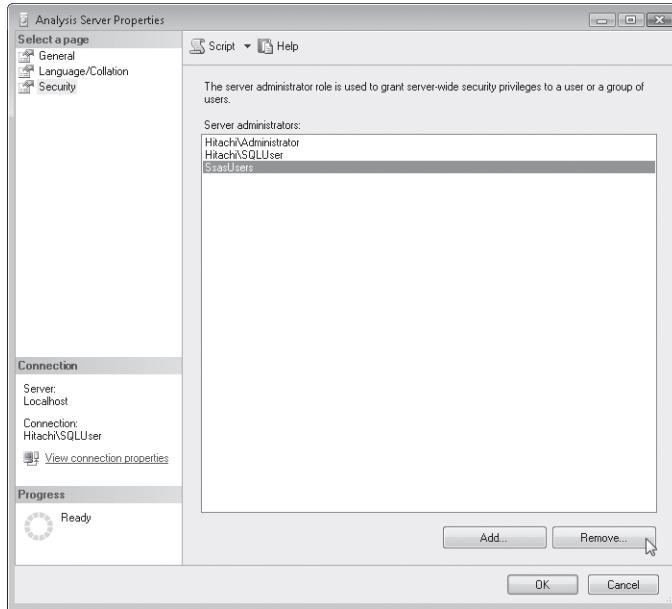 Analysis Server Properties
Select a page
General
Language/Collation
Security
Script
Help
The server administrator role is used to grant server-wide security privileges to a user or a group of
users.
Server administrators:
Hitachi\Administrator
Hitachi\SQLUser
SsasUsers
Connection
Server:
Localhost
Connection:
Hitachi\SQLUser
View connection properties
Progress
Ready
Add...
Remove...
OK
Cancel